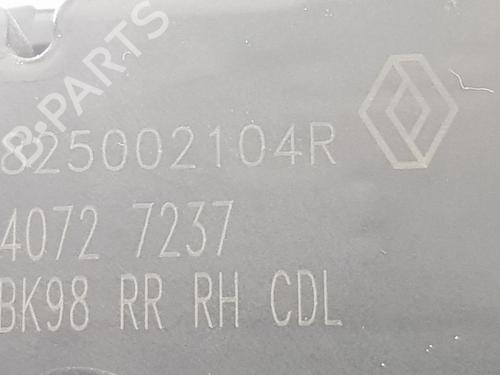 B-PARTS
825002104R
4072 7237
BK98 RR RH CDL